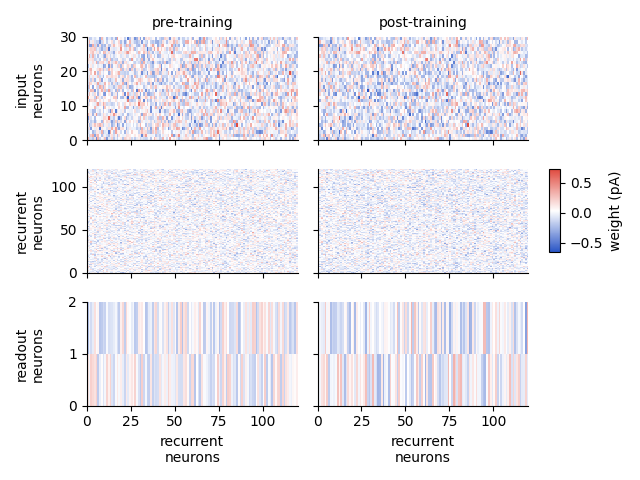 pre-training post-training
30
20
10
0
input
neurons
100
50
0
recurrent
neurons
0.5
0.0
−0.5
weight (pA)
2
1
0
readout
neurons
0 25 50 75 100 0 25 50 75 100
recurrent recurrent
neurons neurons